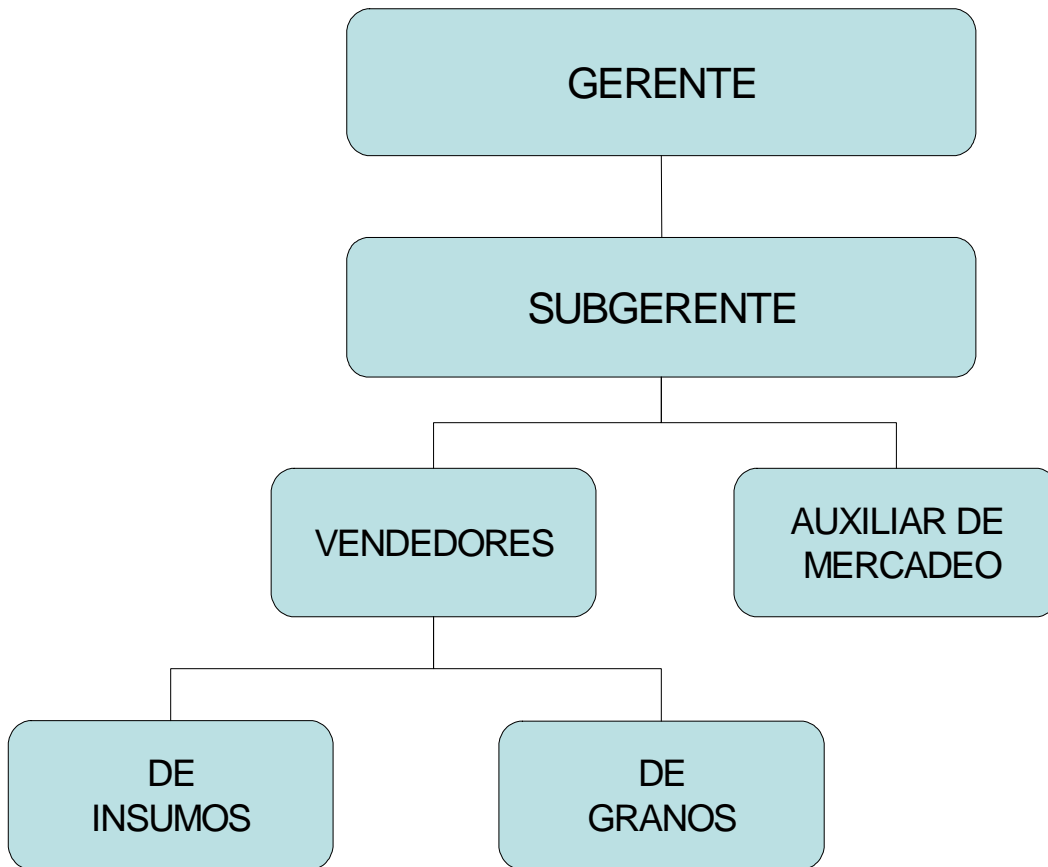 GERENTE
SUBGERENTE
VENDEDORES
AUXILIAR DE
MERCADEO
DE
INSUMOS
DE
GRANOS